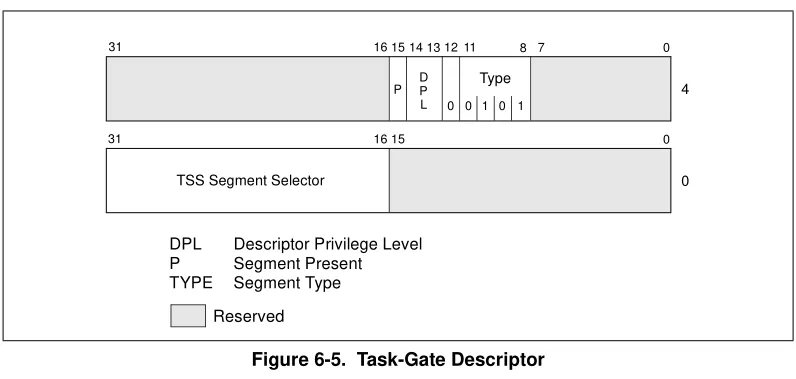 31 16 15 14 13 12 11 8 7 0
P D P L 0 Type 0 1 0 1 4
31 16 15 0
TSS Segment Selector 0
DPL Descriptor Privilege Level
P Segment Present
TYPE Segment Type
Reserved
Figure 6-5. Task-Gate Descriptor